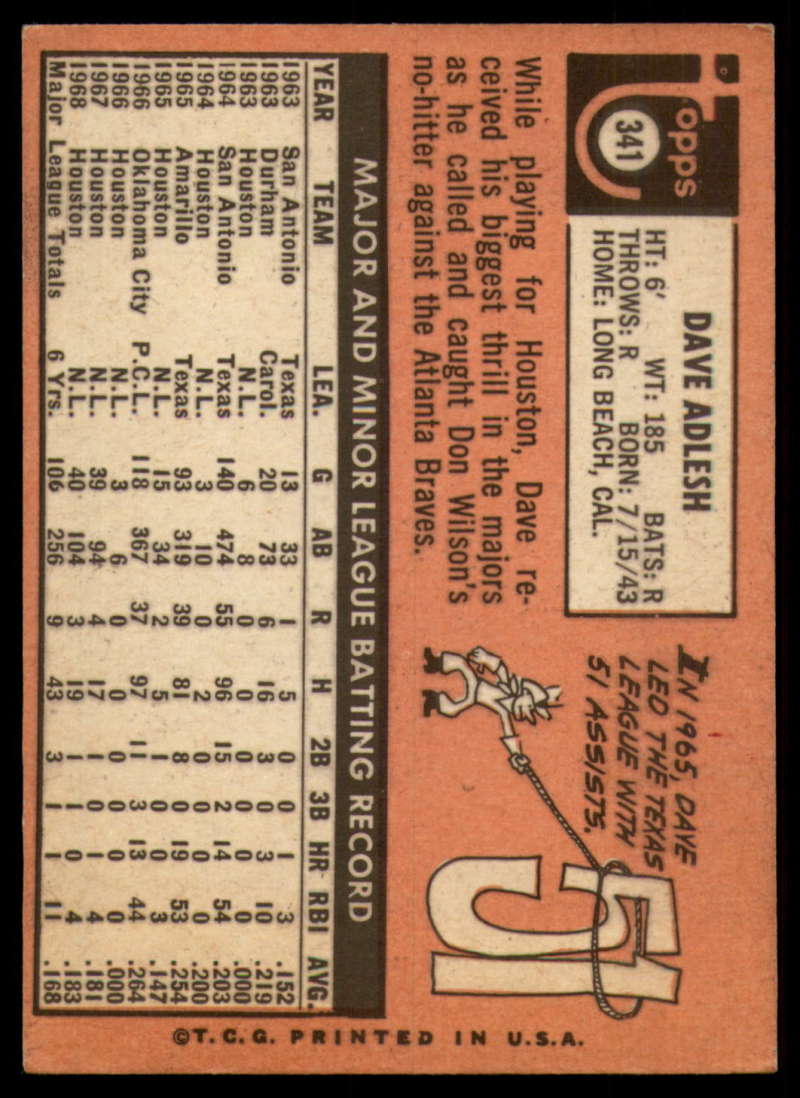 Topps
341
DAVE ADLESH
HT: 6' WT: 185 BATS: R
THROWS: R BORN: 7/15/43
HOME: LONG BEACH, CAL.
While playing for Houston, Dave re-
ceived his biggest thrill in the majors
as he called and caught Don Wilson's
no-hitter against the Atlanta Braves.
IN 1965, DAVE
LED THE TEXAS
LEAGUE WITH
51 ASSISTS.
51
MAJOR AND MINOR LEAGUE BATTING RECORD
YEAR TEAM LEA. G AB R H 2B 3B HR RBI AVG.
1963 San Antonio Texas 13 33 1 5 0 0 1 3 .152
1963 Durham Carol. 20 73 6 16 3 0 3 10 .219
1963 Houston N.L. 6 8 0 0 0 0 0 0 .000
1964 San Antonio Texas 140 474 55 96 15 2 14 54 .203
1964 Houston N.L. 3 10 0 2 0 0 0 0 .200
1965 Amarillo Texas 93 319 39 81 8 0 19 53 .254
1965 Houston N.L. 15 34 2 5 1 0 0 3 .147
1966 Oklahoma City P.C.L. 118 367 37 97 11 3 13 44 .264
1966 Houston N.L. 3 6 0 0 0 0 0 0 .000
1967 Houston N.L. 39 94 4 17 1 0 1 4 .181
1968 Houston N.L. 40 104 3 19 1 1 0 4 .183
Major League Totals 6 Yrs. 106 256 9 43 3 1 1 11 .168
©T.C.G. PRINTED IN U.S.A.